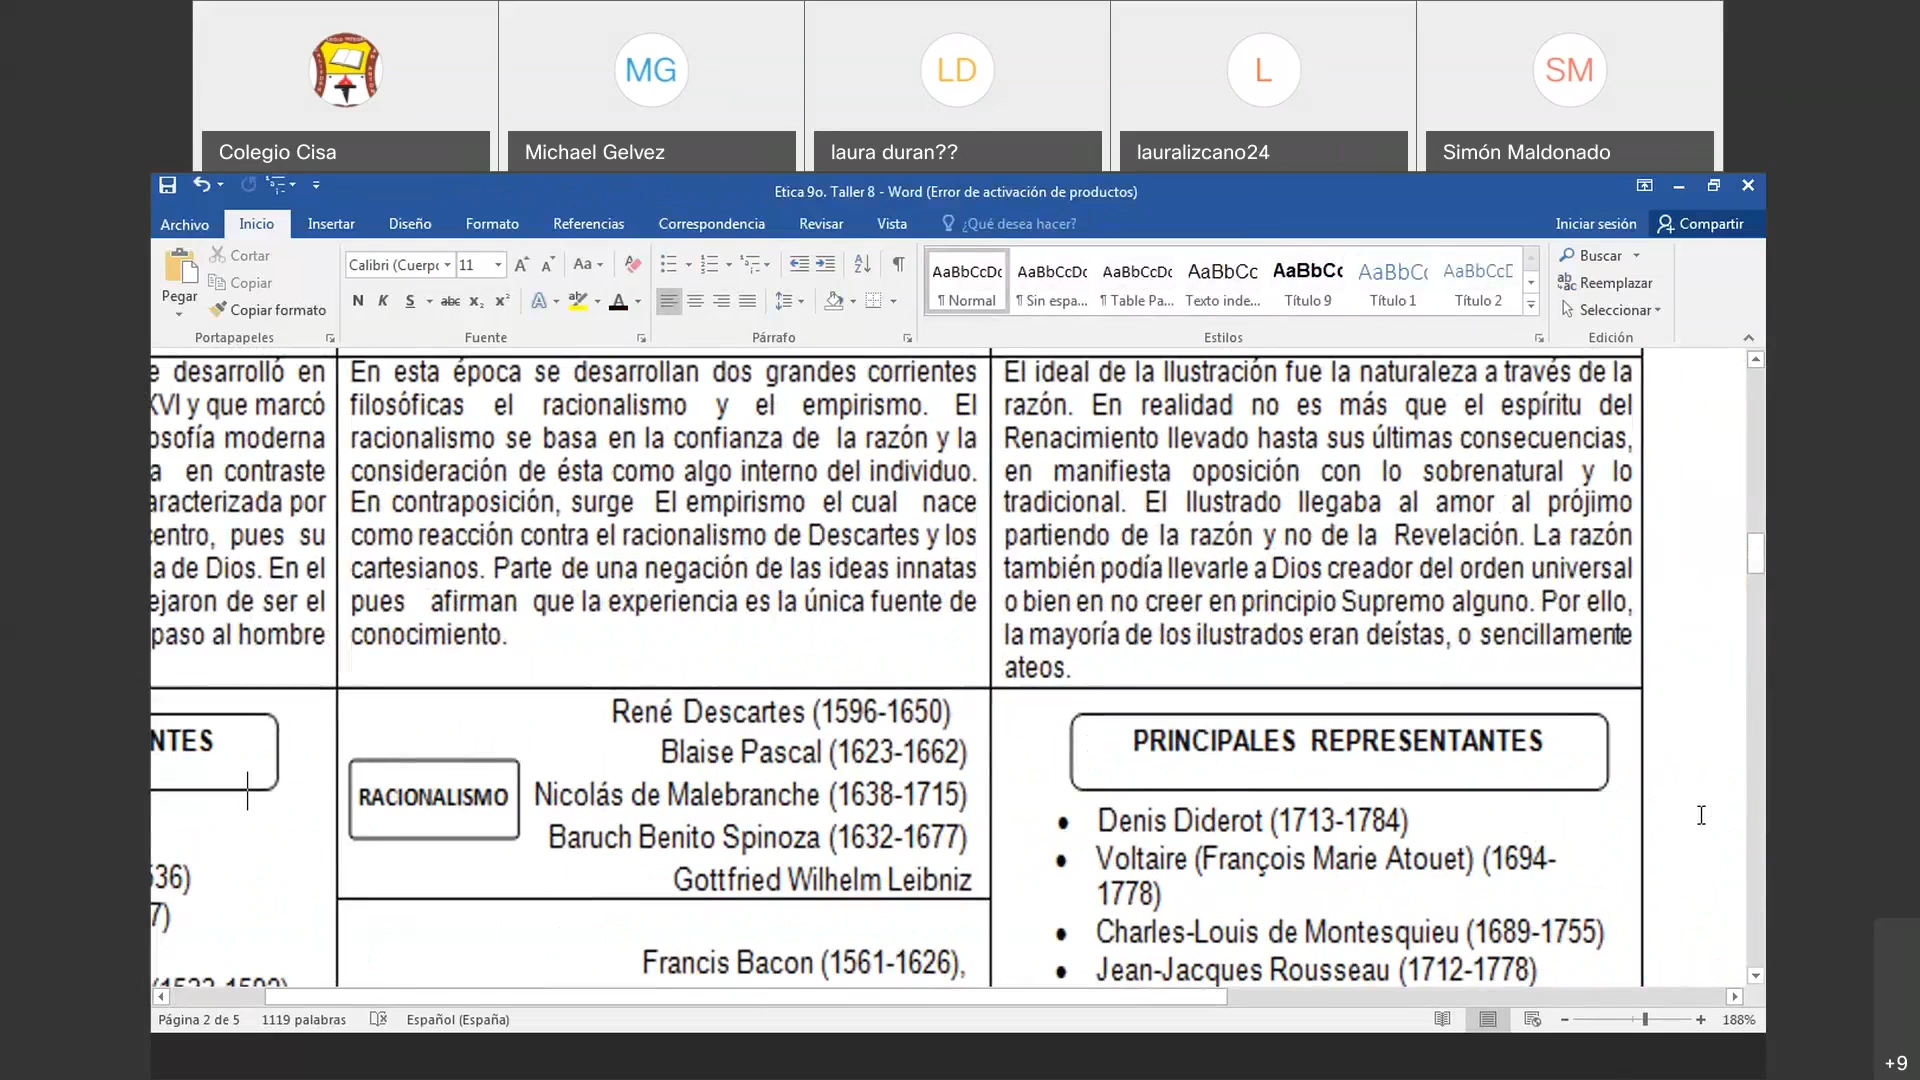 MG
LD
L
SM
Colegio Cisa
Michael Gelvez
laura duran??
lauralizcano24
Simón Maldonado
Etica 9o. Taller 8 - Word (Error de activación de productos)
Archivo
Inicio
Insertar
Diseño
Formato
Referencias
Correspondencia
Revisar
Vista
¿Qué desea hacer?
Iniciar sesión
Compartir
Pegar
Cortar
Copiar
Copiar formato
Portapapeles
Calibri (Cuerpo
11
N K S abc x₂ x²
Fuente
Párrafo
AaBbCcDc
¶ Normal
AaBbCcDc
¶ Sin espa...
AaBbCcDc
¶ Table Pa...
AaBbCc
Texto inde...
AaBbCc
Título 9
AaBbCc
Título 1
AaBbCcD
Título 2
Estilos
Buscar
Reemplazar
Seleccionar
Edición
e desarrolló en
XVI y que marcó
osofía moderna
a en contraste
aracterizada por
centro, pues su
a de Dios. En el
ejaron de ser el
paso al hombre
En esta época se desarrollan dos grandes corrientes
filosóficas el racionalismo y el empirismo. El
racionalismo se basa en la confianza de la razón y la
consideración de ésta como algo interno del individuo.
En contraposición, surge El empirismo el cual nace
como reacción contra el racionalismo de Descartes y los
cartesianos. Parte de una negación de las ideas innatas
pues afirman que la experiencia es la única fuente de
conocimiento.
El ideal de la Ilustración fue la naturaleza a través de la
razón. En realidad no es más que el espíritu del
Renacimiento llevado hasta sus últimas consecuencias,
en manifiesta oposición con lo sobrenatural y lo
tradicional. El Ilustrado llegaba al amor al prójimo
partiendo de la razón y no de la Revelación. La razón
también podía llevarle a Dios creador del orden universal
o bien en no creer en principio Supremo alguno. Por ello,
la mayoría de los ilustrados eran deístas, o sencillamente
ateos.
NTES
36)
7)
RACIONALISMO
René Descartes (1596-1650)
Blaise Pascal (1623-1662)
Nicolás de Malebranche (1638-1715)
Baruch Benito Spinoza (1632-1677)
Gottfried Wilhelm Leibniz
Francis Bacon (1561-1626),
PRINCIPALES REPRESENTANTES
• Denis Diderot (1713-1784)
• Voltaire (François Marie Atouet) (1694-
1778)
• Charles-Louis de Montesquieu (1689-1755)
• Jean-Jacques Rousseau (1712-1778)
Página 2 de 5
1119 palabras
Español (España)
188%
+9